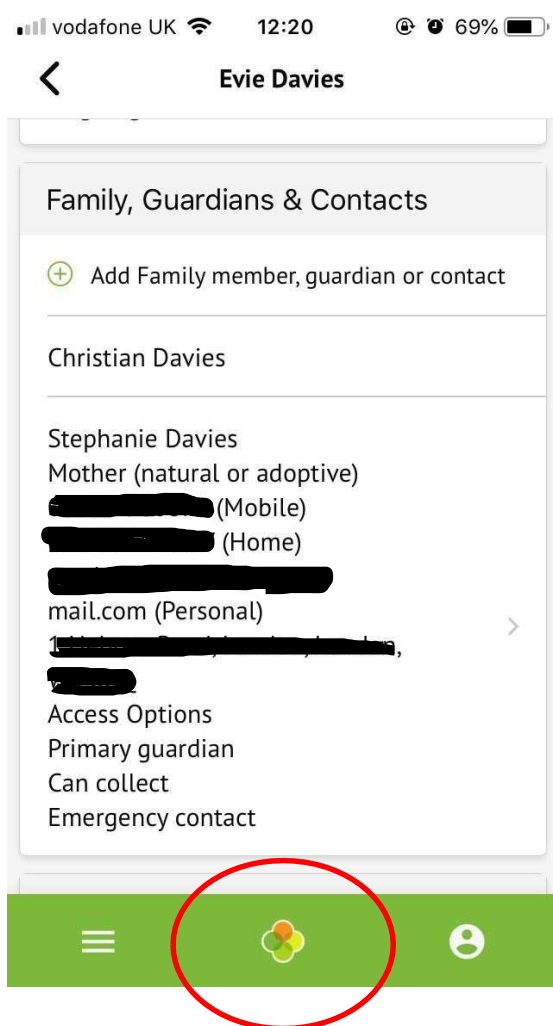 vodafone UK 12:20 69%
Evie Davies
Family, Guardians & Contacts
Add Family member, guardian or contact
Christian Davies
Stephanie Davies
Mother (natural or adoptive)
(Mobile)
(Home)
mail.com (Personal)
Access Options
Primary guardian
Can collect
Emergency contact